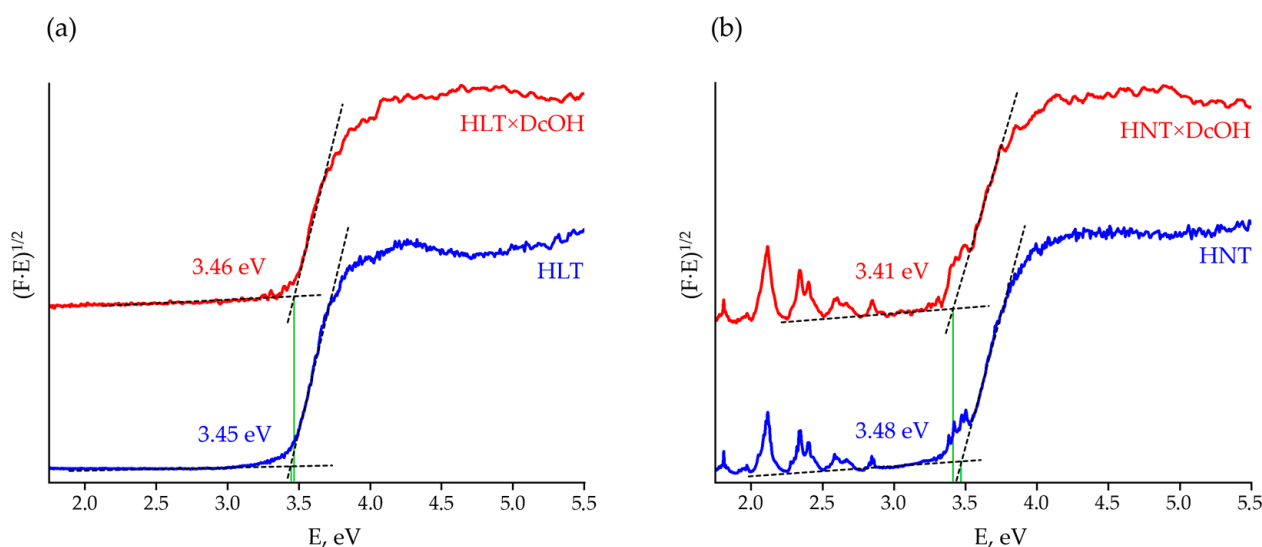 (a)
(F·E)1/2
HLT×DcOH
3.46 eV
HLT
3.45 eV
2.0 2.5 3.0 3.5 4.0 4.5 5.0 5.5
E, eV
(b)
(F·E)1/2
HNT×DcOH
3.41 eV
HNT
3.48 eV
2.0 2.5 3.0 3.5 4.0 4.5 5.0 5.5
E, eV